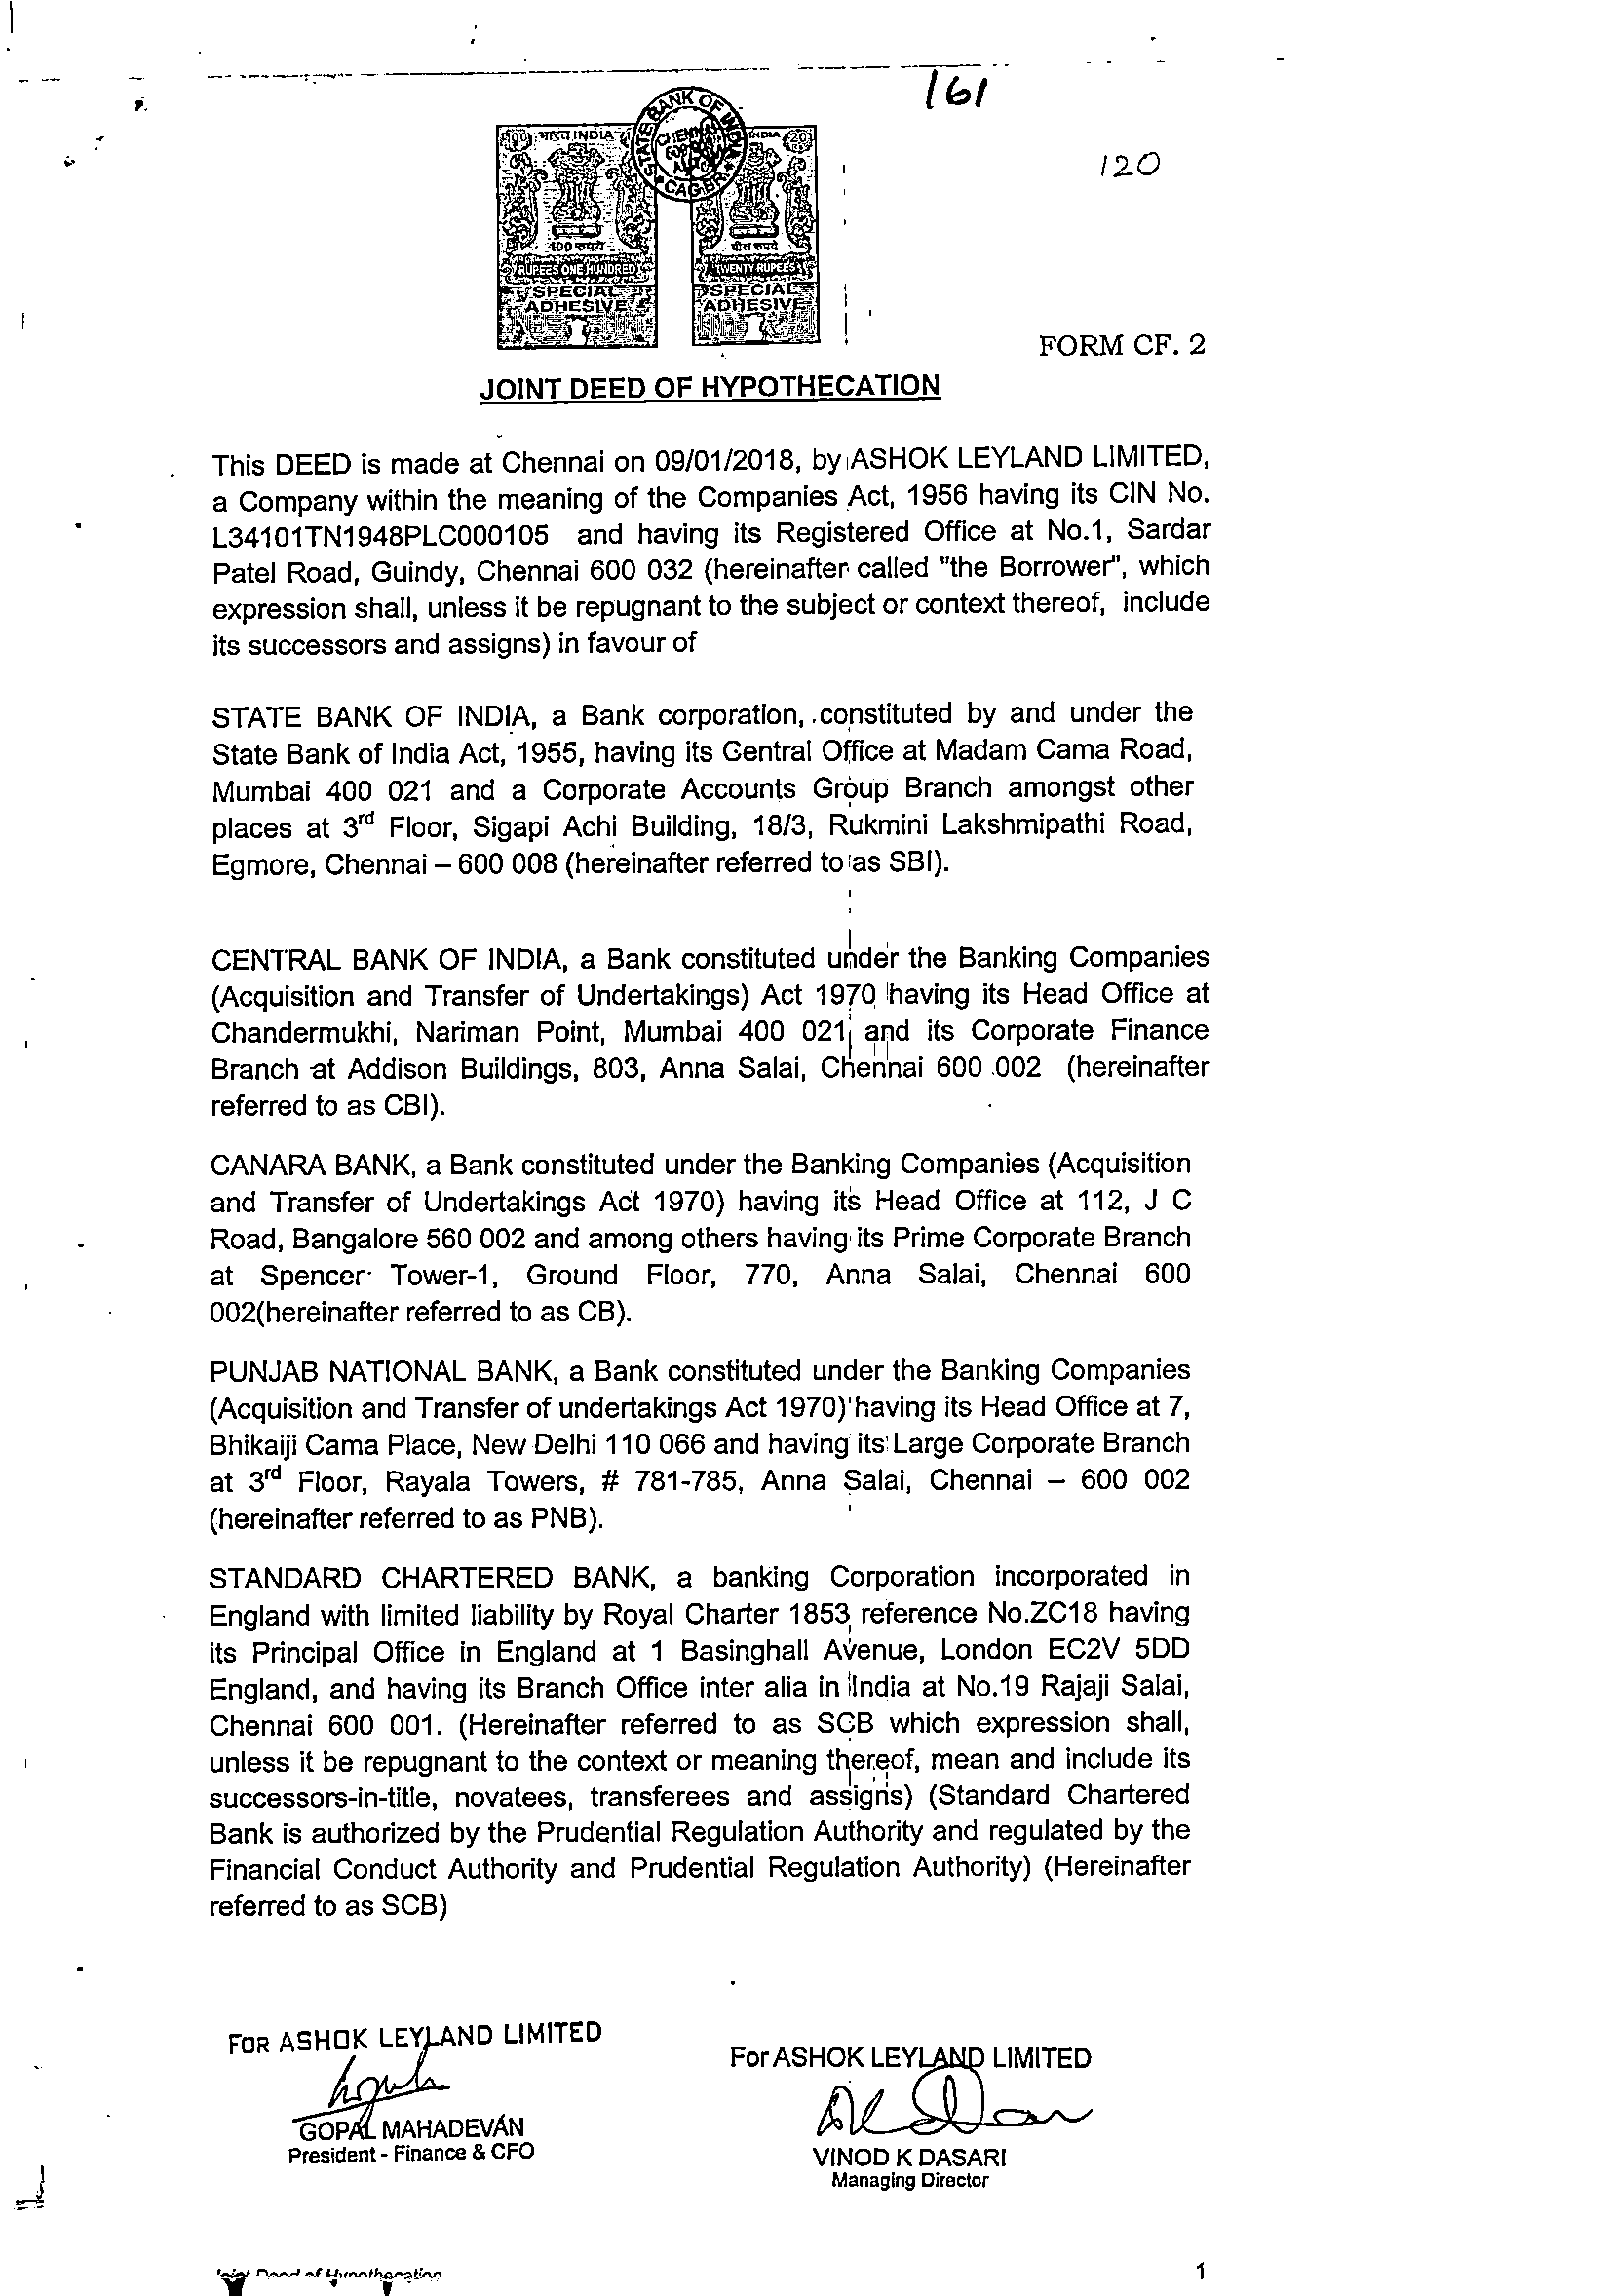 161
120
STATE BANK OF INDIA
CHENNAI
CAG BR.
100 भारत INDIA
INDIA 20
100 रुपये
बीस रुपये
RUPEES ONE HUNDRED
TWENTY RUPEES
SPECIAL
ADHESIVE
SPECIAL
ADHESIVE
FORM CF. 2
JOINT DEED OF HYPOTHECATION
This DEED is made at Chennai on 09/01/2018, by ASHOK LEYLAND LIMITED,
a Company within the meaning of the Companies Act, 1956 having its CIN No.
L34101TN1948PLC000105 and having its Registered Office at No.1, Sardar
Patel Road, Guindy, Chennai 600 032 (hereinafter called "the Borrower", which
expression shall, unless it be repugnant to the subject or context thereof, include
its successors and assigns) in favour of
STATE BANK OF INDIA, a Bank corporation, constituted by and under the
State Bank of India Act, 1955, having its Central Office at Madam Cama Road,
Mumbai 400 021 and a Corporate Accounts Group Branch amongst other
places at 3rd Floor, Sigapi Achi Building, 18/3, Rukmini Lakshmipathi Road,
Egmore, Chennai – 600 008 (hereinafter referred to as SBI).
CENTRAL BANK OF INDIA, a Bank constituted under the Banking Companies
(Acquisition and Transfer of Undertakings) Act 1970 having its Head Office at
Chandermukhi, Nariman Point, Mumbai 400 021 and its Corporate Finance
Branch at Addison Buildings, 803, Anna Salai, Chennai 600 002 (hereinafter
referred to as CBI).
CANARA BANK, a Bank constituted under the Banking Companies (Acquisition
and Transfer of Undertakings Act 1970) having its Head Office at 112, J C
Road, Bangalore 560 002 and among others having its Prime Corporate Branch
at Spencer Tower-1, Ground Floor, 770, Anna Salai, Chennai 600
002(hereinafter referred to as CB).
PUNJAB NATIONAL BANK, a Bank constituted under the Banking Companies
(Acquisition and Transfer of undertakings Act 1970) having its Head Office at 7,
Bhikaiji Cama Place, New Delhi 110 066 and having its Large Corporate Branch
at 3rd Floor, Rayala Towers, # 781-785, Anna Salai, Chennai – 600 002
(hereinafter referred to as PNB).
STANDARD CHARTERED BANK, a banking Corporation incorporated in
England with limited liability by Royal Charter 1853 reference No.ZC18 having
its Principal Office in England at 1 Basinghall Avenue, London EC2V 5DD
England, and having its Branch Office inter alia in India at No.19 Rajaji Salai,
Chennai 600 001. (Hereinafter referred to as SCB which expression shall,
unless it be repugnant to the context or meaning thereof, mean and include its
successors-in-title, novatees, transferees and assigns) (Standard Chartered
Bank is authorized by the Prudential Regulation Authority and regulated by the
Financial Conduct Authority and Prudential Regulation Authority) (Hereinafter
referred to as SCB)
FOR ASHOK LEYLAND LIMITED
For ASHOK LEYLAND LIMITED
GOPAL MAHADEVAN
President - Finance & CFO
VINOD K DASARI
Managing Director
Joint Deed of Hypothecation
1